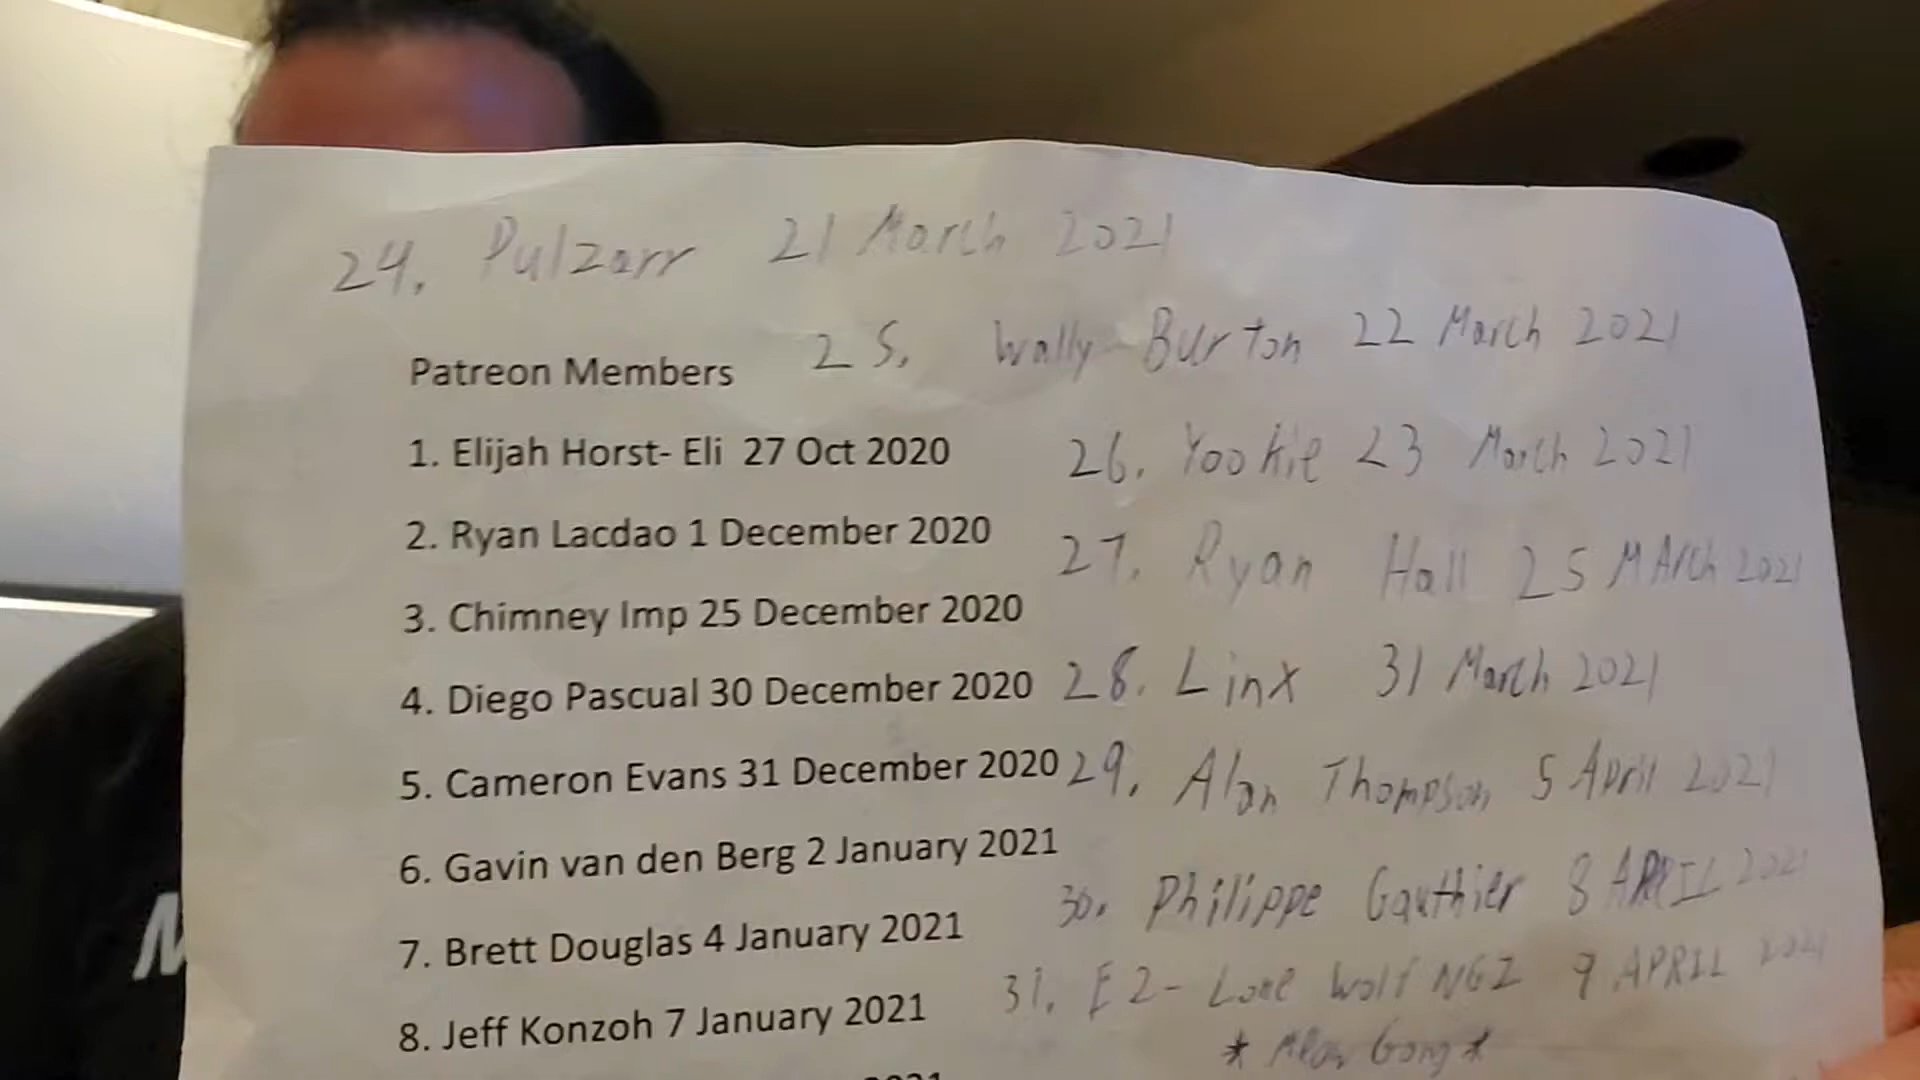 24. Pulzarr 21 March 2021
25. Wally Burton 22 March 2021
Patreon Members
1. Elijah Horst- Eli 27 Oct 2020
26. Yookie 23 March 2021
2. Ryan Lacdao 1 December 2020
27. Ryan Hall 25 MArch 2021
3. Chimney Imp 25 December 2020
28. Linx 31 March 2021
4. Diego Pascual 30 December 2020
29. Alan Thompson 5 April 2021
5. Cameron Evans 31 December 2020
30. Philippe Gauthier 8 APRIL 2021
6. Gavin van den Berg 2 January 2021
31. E2- Lone Wolf 9 APRIL 2021
7. Brett Douglas 4 January 2021
8. Jeff Konzoh 7 January 2021
2021
M